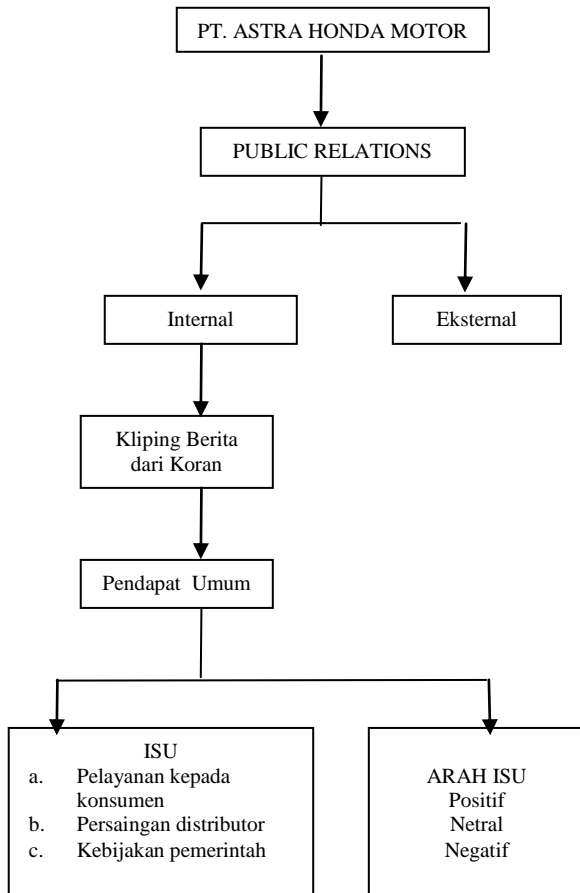 PT. ASTRA HONDA MOTOR
PUBLIC RELATIONS
Internal
Eksternal
Kliping Berita
dari Koran
Pendapat Umum
ISU
a. Pelayanan kepada
konsumen
b. Persaingan distributor
c. Kebijakan pemerintah
ARAH ISU
Positif
Netral
Negatif